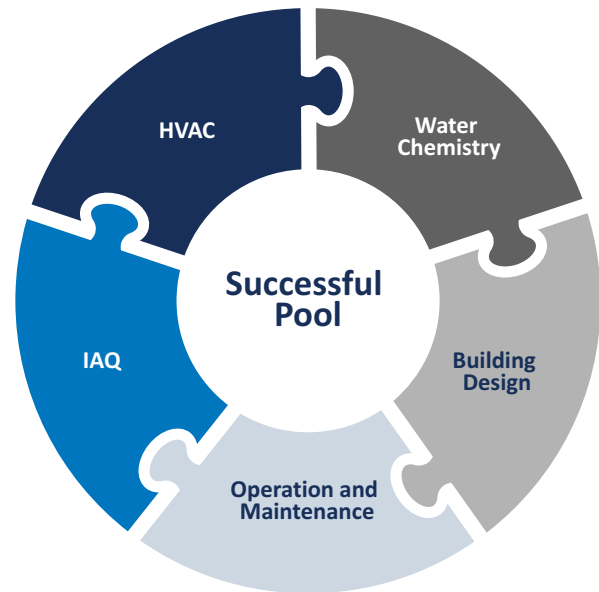 HVAC
Water
Chemistry
Successful
Pool
IAQ
Building
Design
Operation and
Maintenance